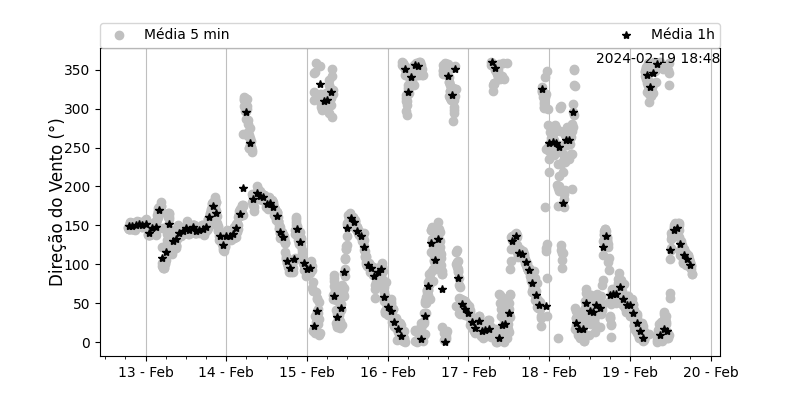 Média 5 min
Média 1h
2024-02-19 18:48
Direção do Vento (°)
350
300
250
200
150
100
50
0
13 - Feb
14 - Feb
15 - Feb
16 - Feb
17 - Feb
18 - Feb
19 - Feb
20 - Feb